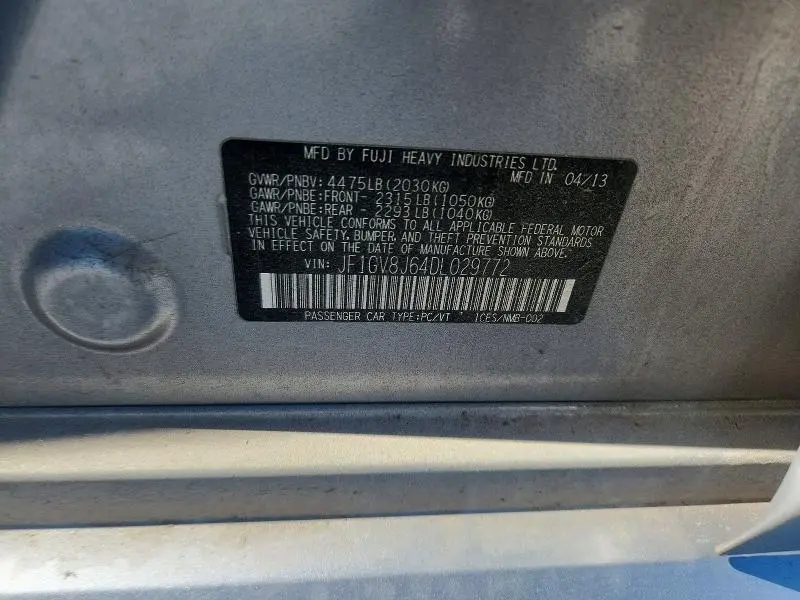 MFD BY FUJI HEAVY INDUSTRIES LTD.
MFD IN 04/13
GVWR/PNBV: 4475LB(2030KG)
GAWR/PNBE:FRONT- 2315LB(1050KG)
GAWR/PNBE:REAR - 2293LB(1040KG)
THIS VEHICLE CONFORMS TO ALL APPLICABLE FEDERAL MOTOR
VEHICLE SAFETY, BUMPER, AND THEFT PREVENTION STANDARDS
IN EFFECT ON THE DATE OF MANUFACTURE SHOWN ABOVE.
VIN: JF1GV8J64DL029772
PASSENGER CAR TYPE:PC/VT 1CES/NMB-002